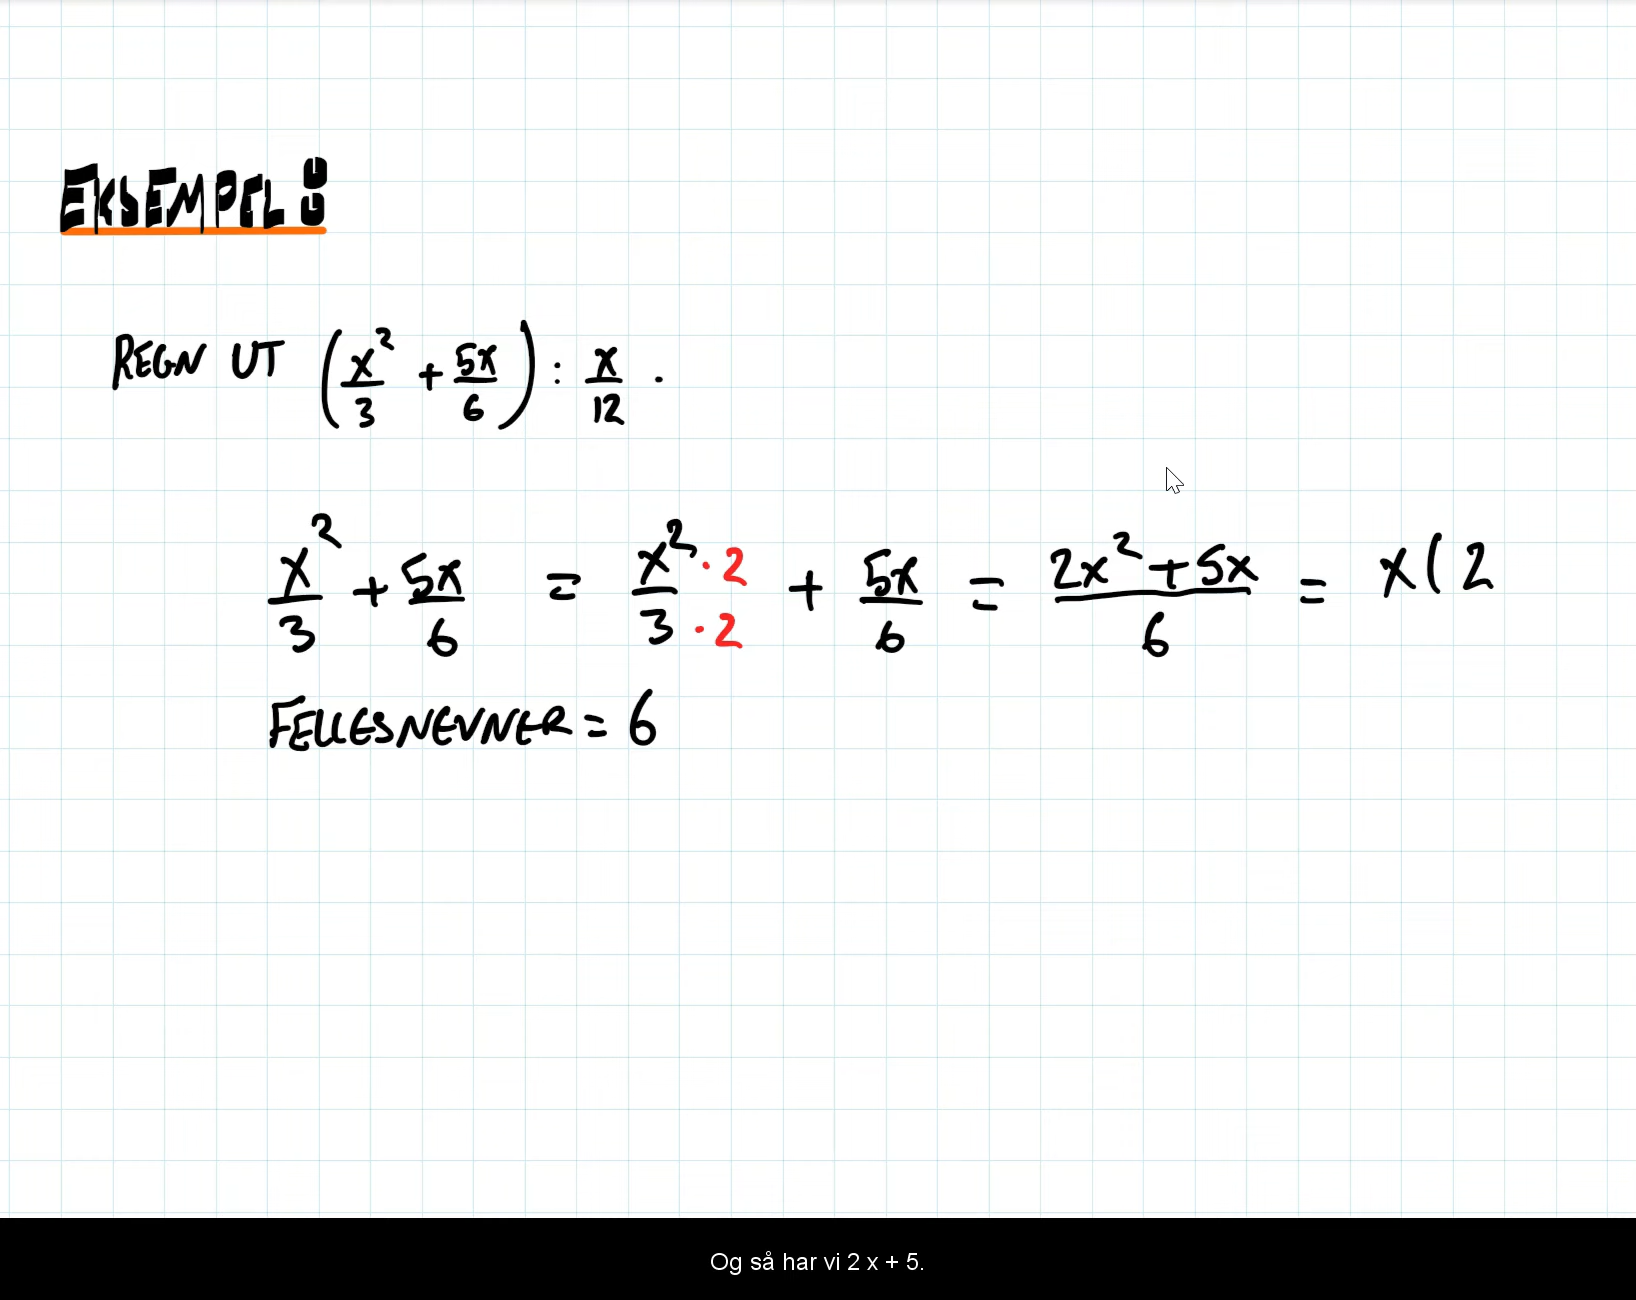 EKSEMPEL:
REGN UT (x²/3 + 5x/6) : x/12 .
x²/3 + 5x/6 = x² · 2/3 · 2 + 5x/6 = 2x² + 5x/6 = x(2
FELLESNEVNER = 6
Og så har vi 2 x + 5.